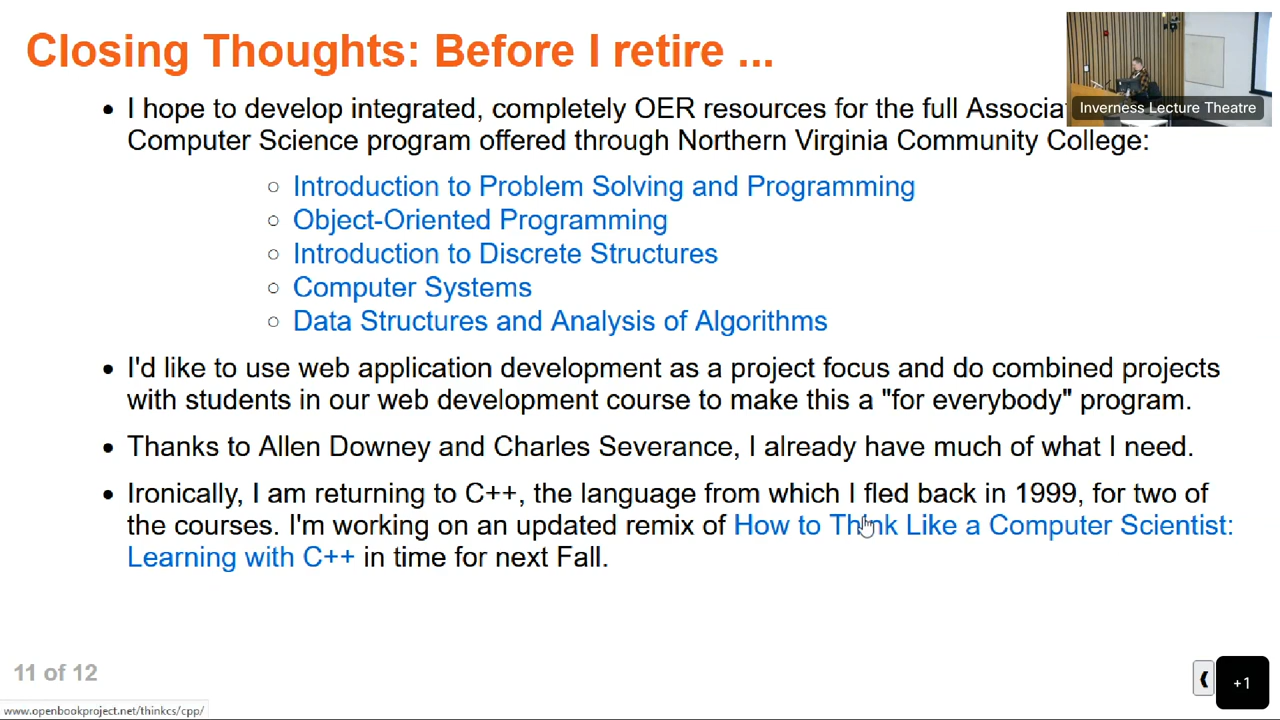 Closing Thoughts: Before I retire ...
Inverness Lecture Theatre
I hope to develop integrated, completely OER resources for the full
Computer Science program offered through Northern Virginia Community College:
Introduction to Problem Solving and Programming
Object-Oriented Programming
Introduction to Discrete Structures
Computer Systems
Data Structures and Analysis of Algorithms
I'd like to use web application development as a project focus and do combined projects
with students in our web development course to make this a "for everybody" program.
Thanks to Allen Downey and Charles Severance, I already have much of what I need.
Ironically, I am returning to C++, the language from which I fled back in 1999, for two of
the courses. I'm working on an updated remix of How to Think Like a Computer Scientist:
Learning with C++ in time for next Fall.
11 of 12
+1
www.openbookproject.net/thinkcs/cpp/